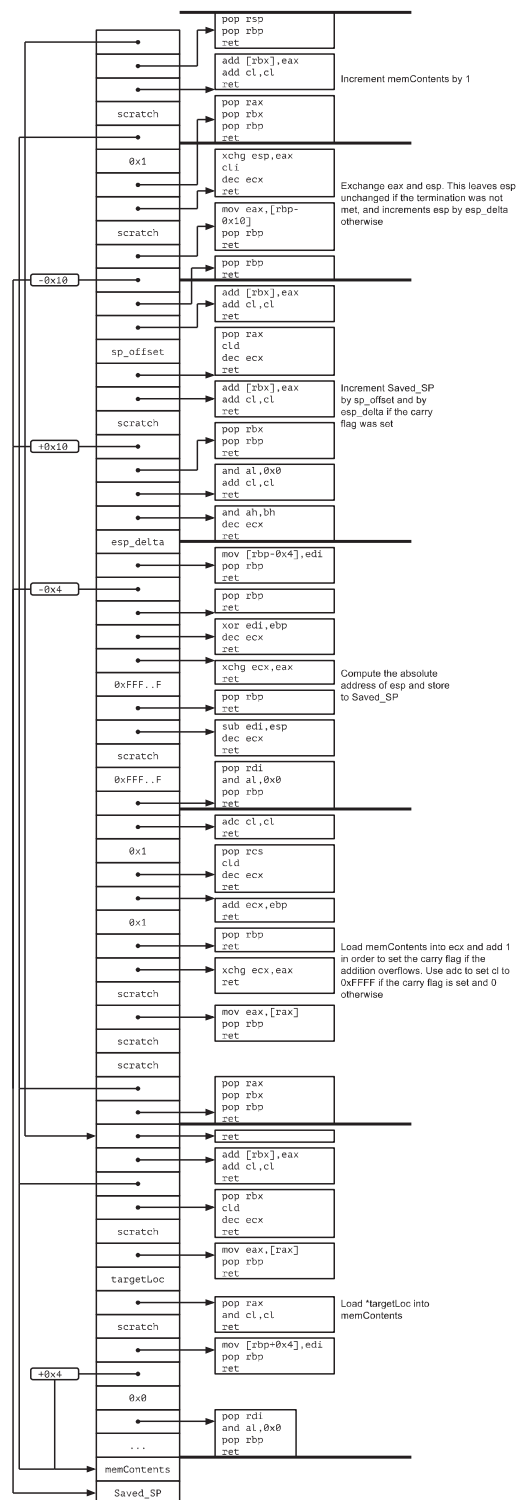 pop rsp
pop rbp
ret
add [rbx],eax
add cl,cl
ret
Increment memContents by 1
scratch
pop rax
pop rbx
pop rbp
ret
0x1
xchg esp,eax
cli
dec ecx
ret
Exchange eax and esp. This leaves esp
unchanged if the termination was not
met, and increments esp by esp_delta
otherwise
scratch
mov eax,[rbp-
0x10]
pop rbp
ret
-0x10
pop rbp
ret
add [rbx],eax
add cl,cl
ret
sp_offset
pop rax
cld
dec ecx
ret
add [rbx],eax
add cl,cl
ret
Increment Saved_SP
by sp_offset and by
esp_delta if the carry
flag was set
scratch
+0x10
pop rbx
pop rbp
ret
and al,0x0
add cl,cl
ret
and ah,bh
dec ecx
ret
esp_delta
mov [rbp-0x4],edi
pop rbp
ret
-0x4
pop rbp
ret
xor edi,ebp
dec ecx
ret
xchg ecx,eax
ret
Compute the absolute
address of esp and store
to Saved_SP
0xFFF..F
pop rbp
ret
sub edi,esp
dec ecx
ret
scratch
0xFFF..F
pop rdi
and al,0x0
pop rbp
ret
adc cl,cl
ret
0x1
pop rcs
cld
dec ecx
ret
add ecx,ebp
ret
0x1
pop rbp
ret
xchg ecx,eax
ret
Load memContents into ecx and add 1
in order to set the carry flag if the
addition overflows. Use adc to set cl to
0xFFFF if the carry flag is set and 0
otherwise
scratch
mov eax,[rax]
pop rbp
ret
scratch
scratch
pop rax
pop rbx
pop rbp
ret
ret
add [rbx],eax
add cl,cl
ret
pop rbx
cld
dec ecx
ret
scratch
mov eax,[rax]
pop rbp
ret
targetLoc
pop rax
and cl,cl
ret
Load *targetLoc into
memContents
scratch
mov [rbp+0x4],edi
pop rbp
ret
+0x4
0x0
pop rdi
and al,0x0
pop rbp
ret
...
memContents
Saved_SP